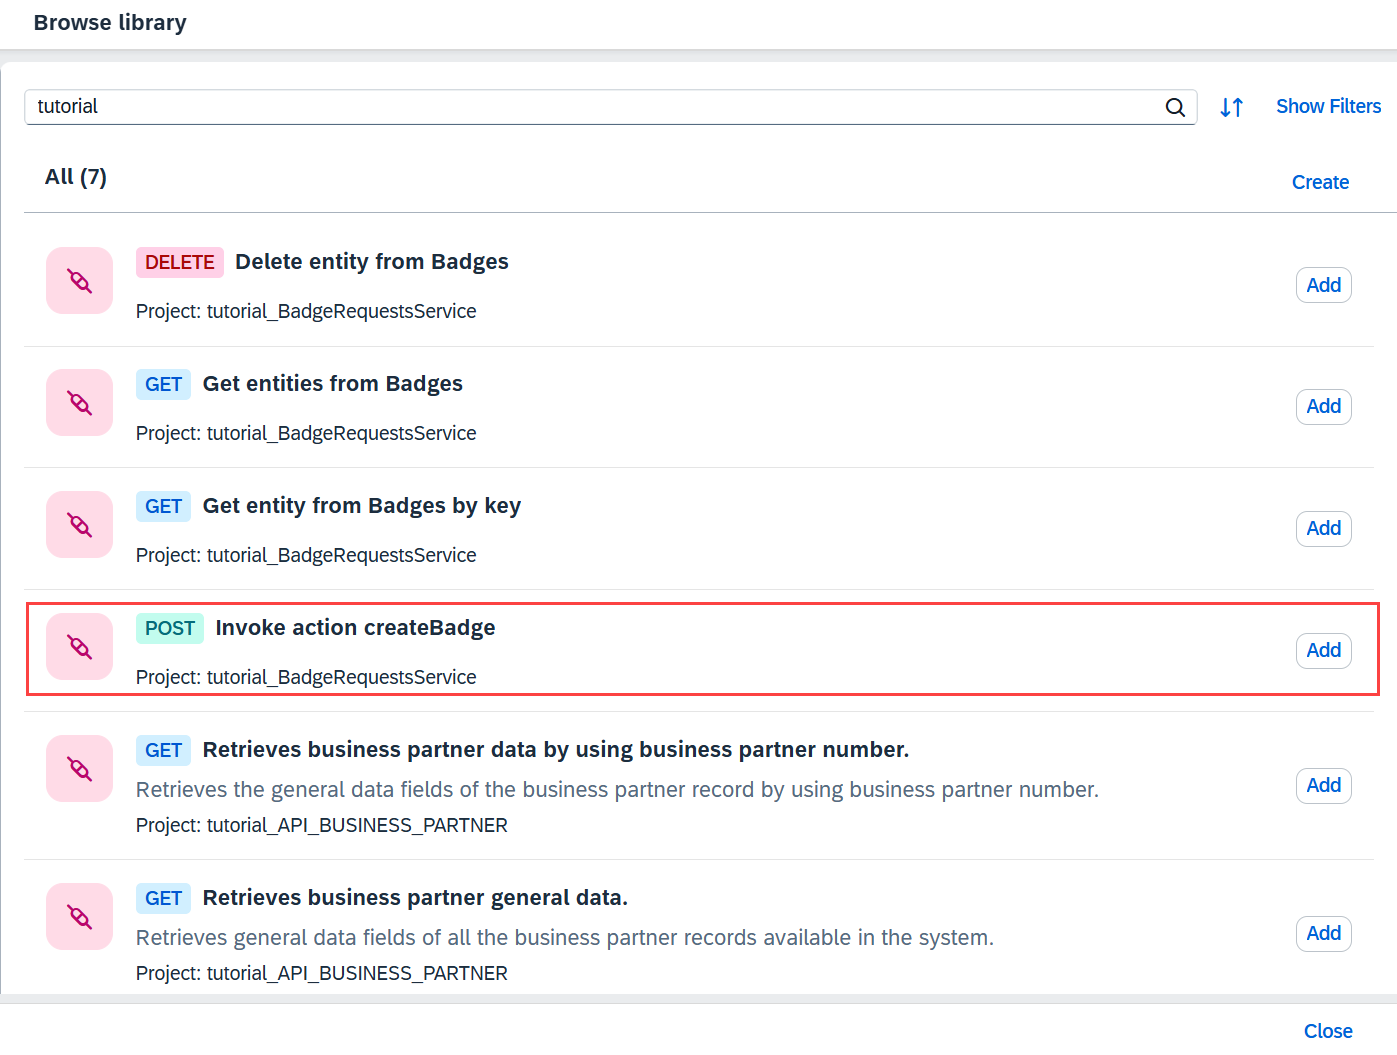 Browse library
tutorial
Show Filters
All (7)
Create
DELETE Delete entity from Badges
Project: tutorial_BadgeRequestsService
Add
GET Get entities from Badges
Project: tutorial_BadgeRequestsService
Add
GET Get entity from Badges by key
Project: tutorial_BadgeRequestsService
Add
POST Invoke action createBadge
Project: tutorial_BadgeRequestsService
Add
GET Retrieves business partner data by using business partner number.
Retrieves the general data fields of the business partner record by using business partner number.
Project: tutorial_API_BUSINESS_PARTNER
Add
GET Retrieves business partner general data.
Retrieves general data fields of all the business partner records available in the system.
Project: tutorial_API_BUSINESS_PARTNER
Add
Close